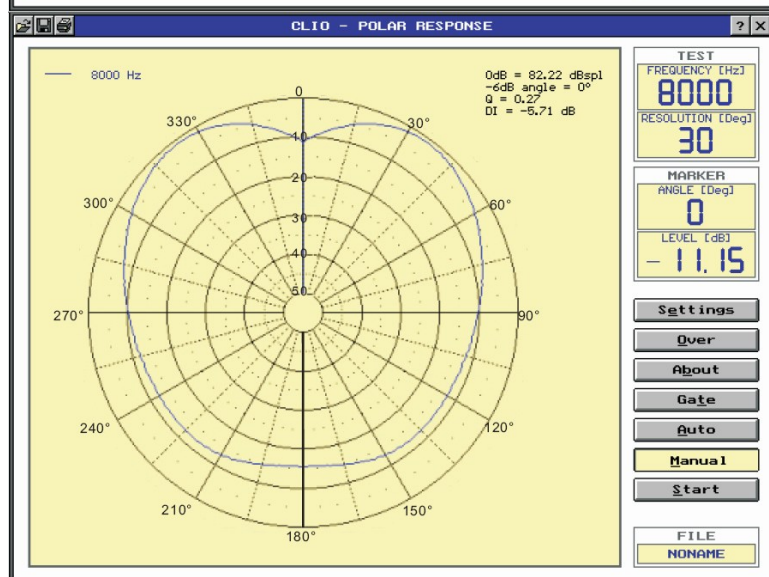 CLIO - POLAR RESPONSE
? X
8000 Hz
0dB = 82.22 dBspl
-6dB angle = 0°
Q = 0.27
DI = -5.71 dB
0
330°
30°
10
20
300°
60°
30
40
50
270°
90°
240°
120°
210°
150°
180°
TEST
FREQUENCY [Hz]
8000
RESOLUTION [Deg]
30
MARKER
ANGLE [Deg]
0
LEVEL [dB]
-11.15
Settings
Over
About
Gate
Auto
Manual
Start
FILE
NONAME